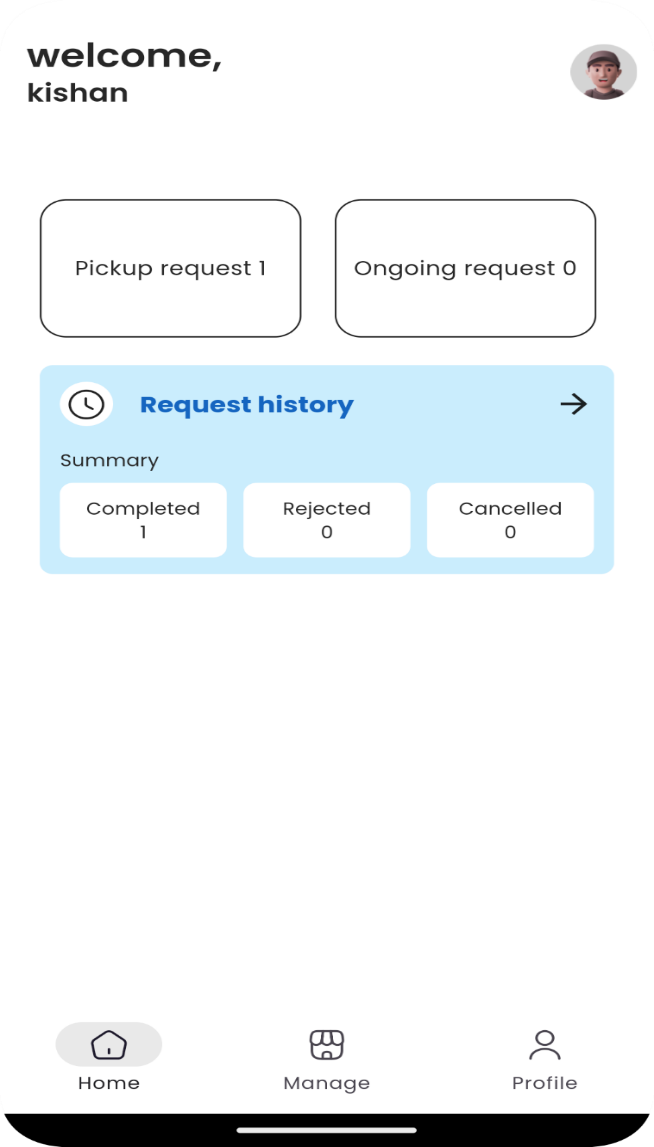 welcome,
kishan
Pickup request 1
Ongoing request 0
Request history
Summary
Completed
1
Rejected
0
Cancelled
0
Home
Manage
Profile